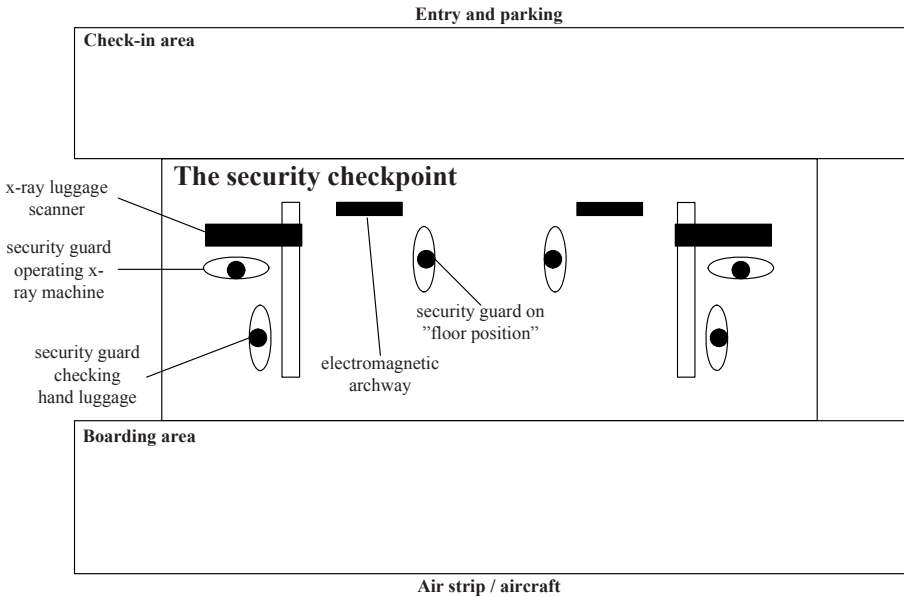 Entry and parking
Check-in area
The security checkpoint
x-ray luggage
scanner
security guard
operating x-
ray machine
security guard on
”floor position”
electromagnetic
archway
security guard
checking
hand luggage
Boarding area
Air strip / aircraft